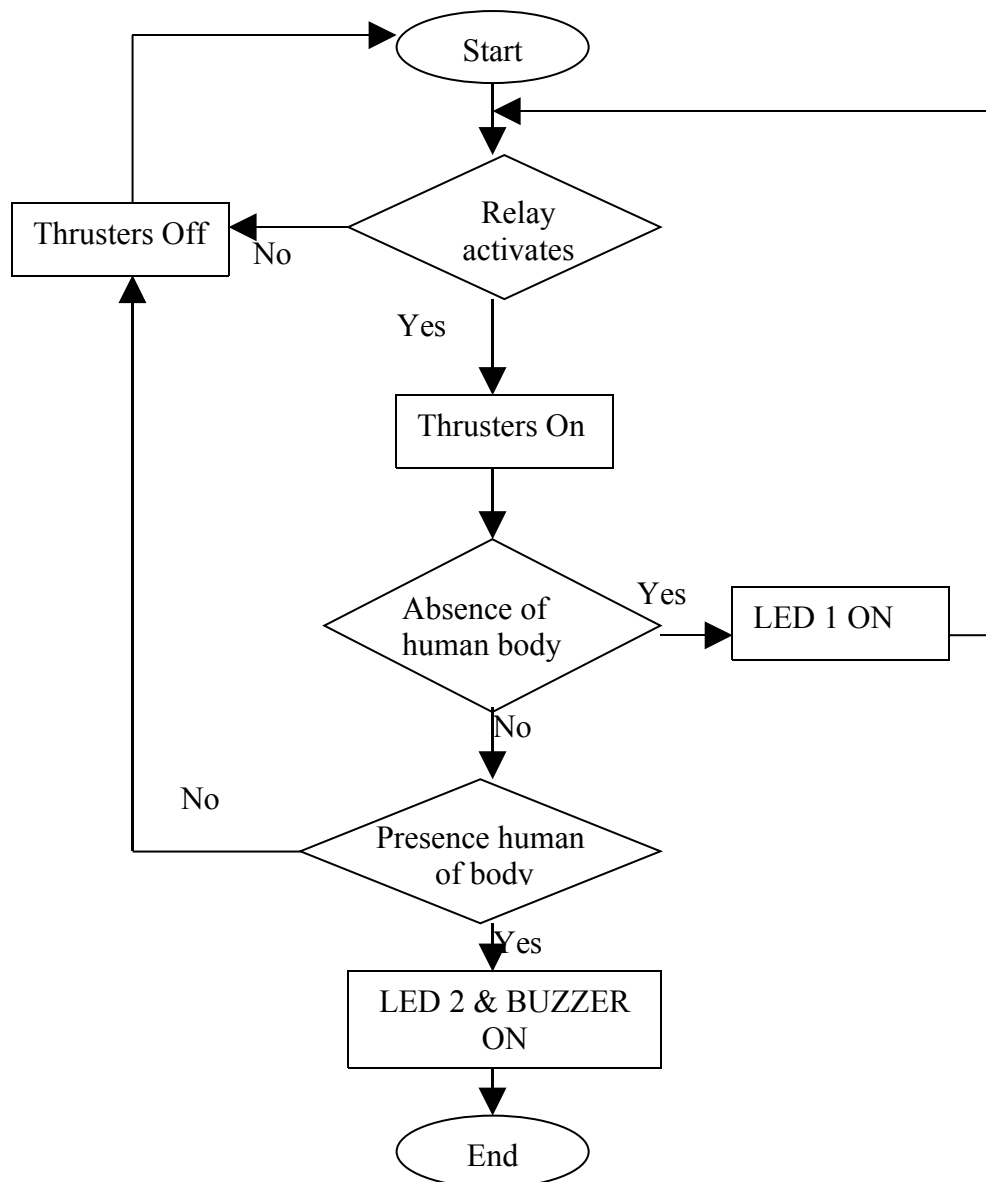 Start
Relay
activates
Thrusters Off
No
Yes
Thrusters On
Absence of
human body
Yes
LED 1 ON
No
No
Presence human
of body
Yes
LED 2 & BUZZER
ON
End